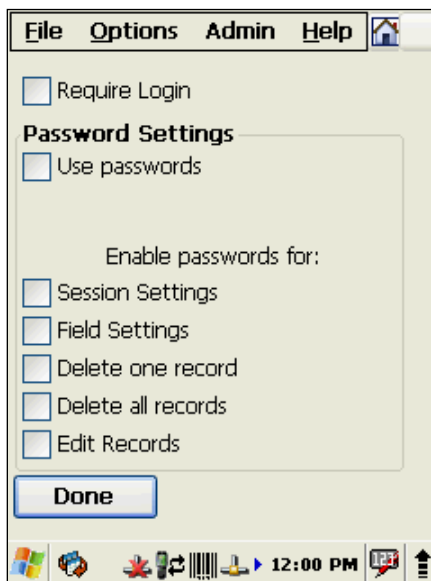 File Options Admin Help
Require Login
Password Settings
Use passwords
Enable passwords for:
Session Settings
Field Settings
Delete one record
Delete all records
Edit Records
Done
12:00 PM 123